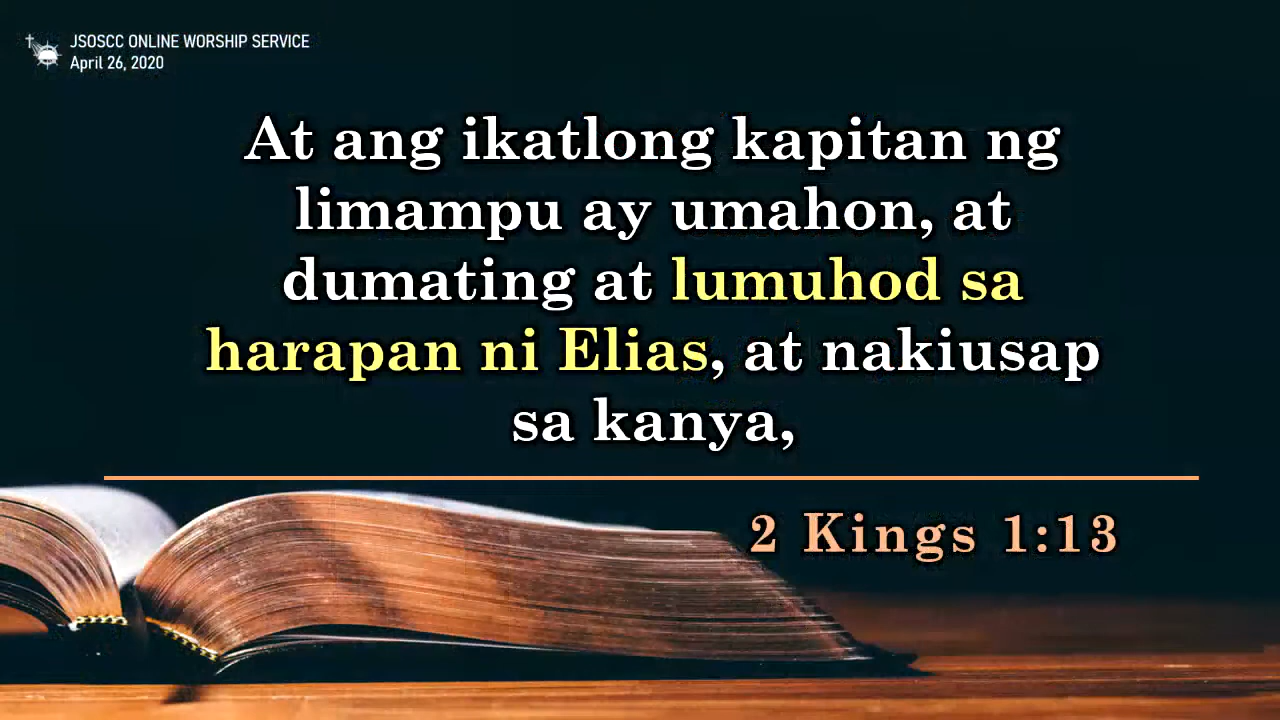 JSOSCC ONLINE WORSHIP SERVICE
April 26, 2020
At ang ikatlong kapitan ng
limampu ay umahon, at
dumating at lumuhod sa
harapan ni Elias, at nakiusap
sa kanya,
2 Kings 1:13